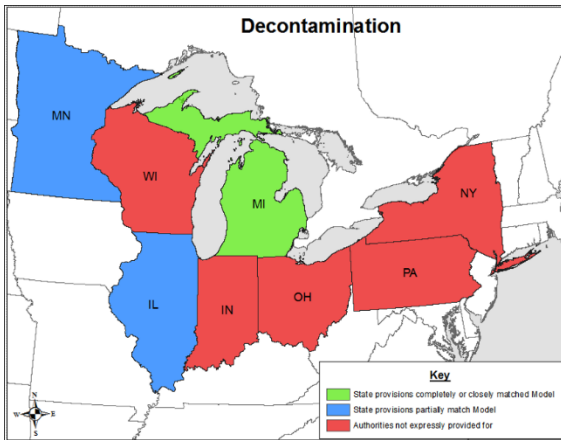 Decontamination
MN
WI
MI
NY
PA
IL
IN
OH
Key
State provisions completely or closely matched Model
State provisions partially match Model
Authorities not expressly provided for
N
W E
S